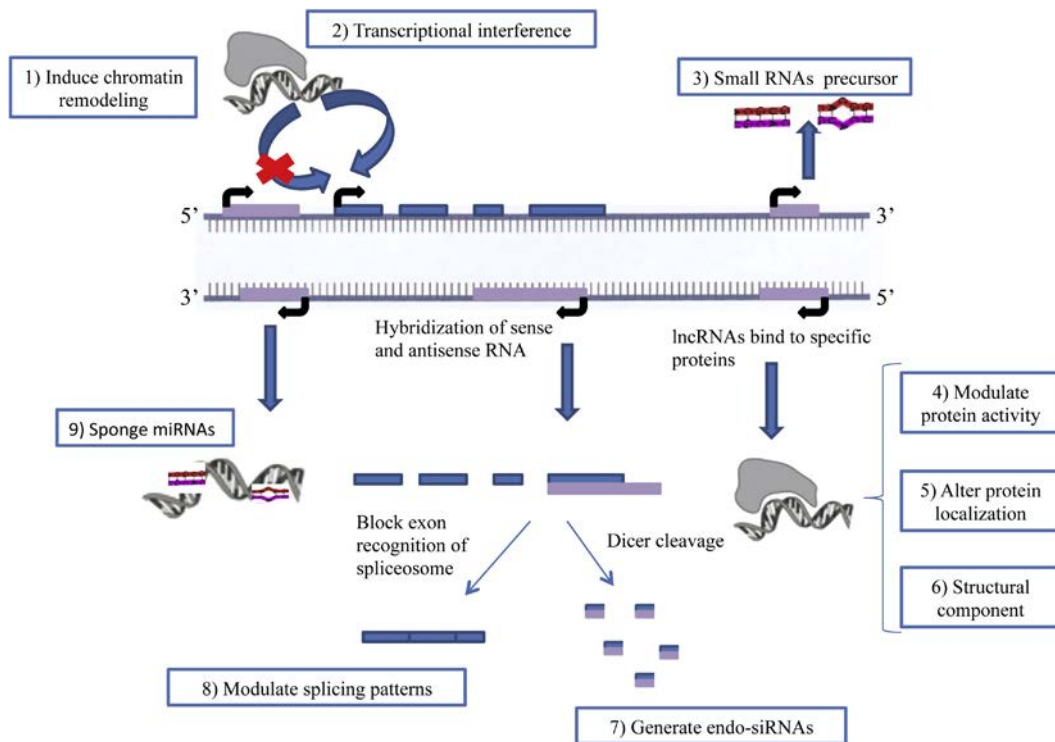 2) Transcriptional interference
1) Induce chromatin
remodeling
3) Small RNAs precursor
5’
3’
3’
5’
Hybridization of sense
and antisense RNA
lncRNAs bind to specific
proteins
4) Modulate
protein activity
9) Sponge miRNAs
5) Alter protein
localization
Block exon
recognition of
spliceosome
Dicer cleavage
6) Structural
component
8) Modulate splicing patterns
7) Generate endo-siRNAs